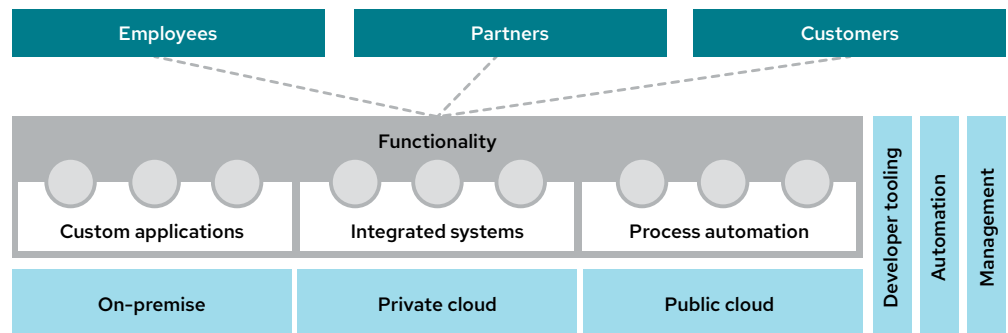 Employees
Partners
Customers
Functionality
Custom applications
Integrated systems
Process automation
On-premise
Private cloud
Public cloud
Developer tooling
Automation
Management